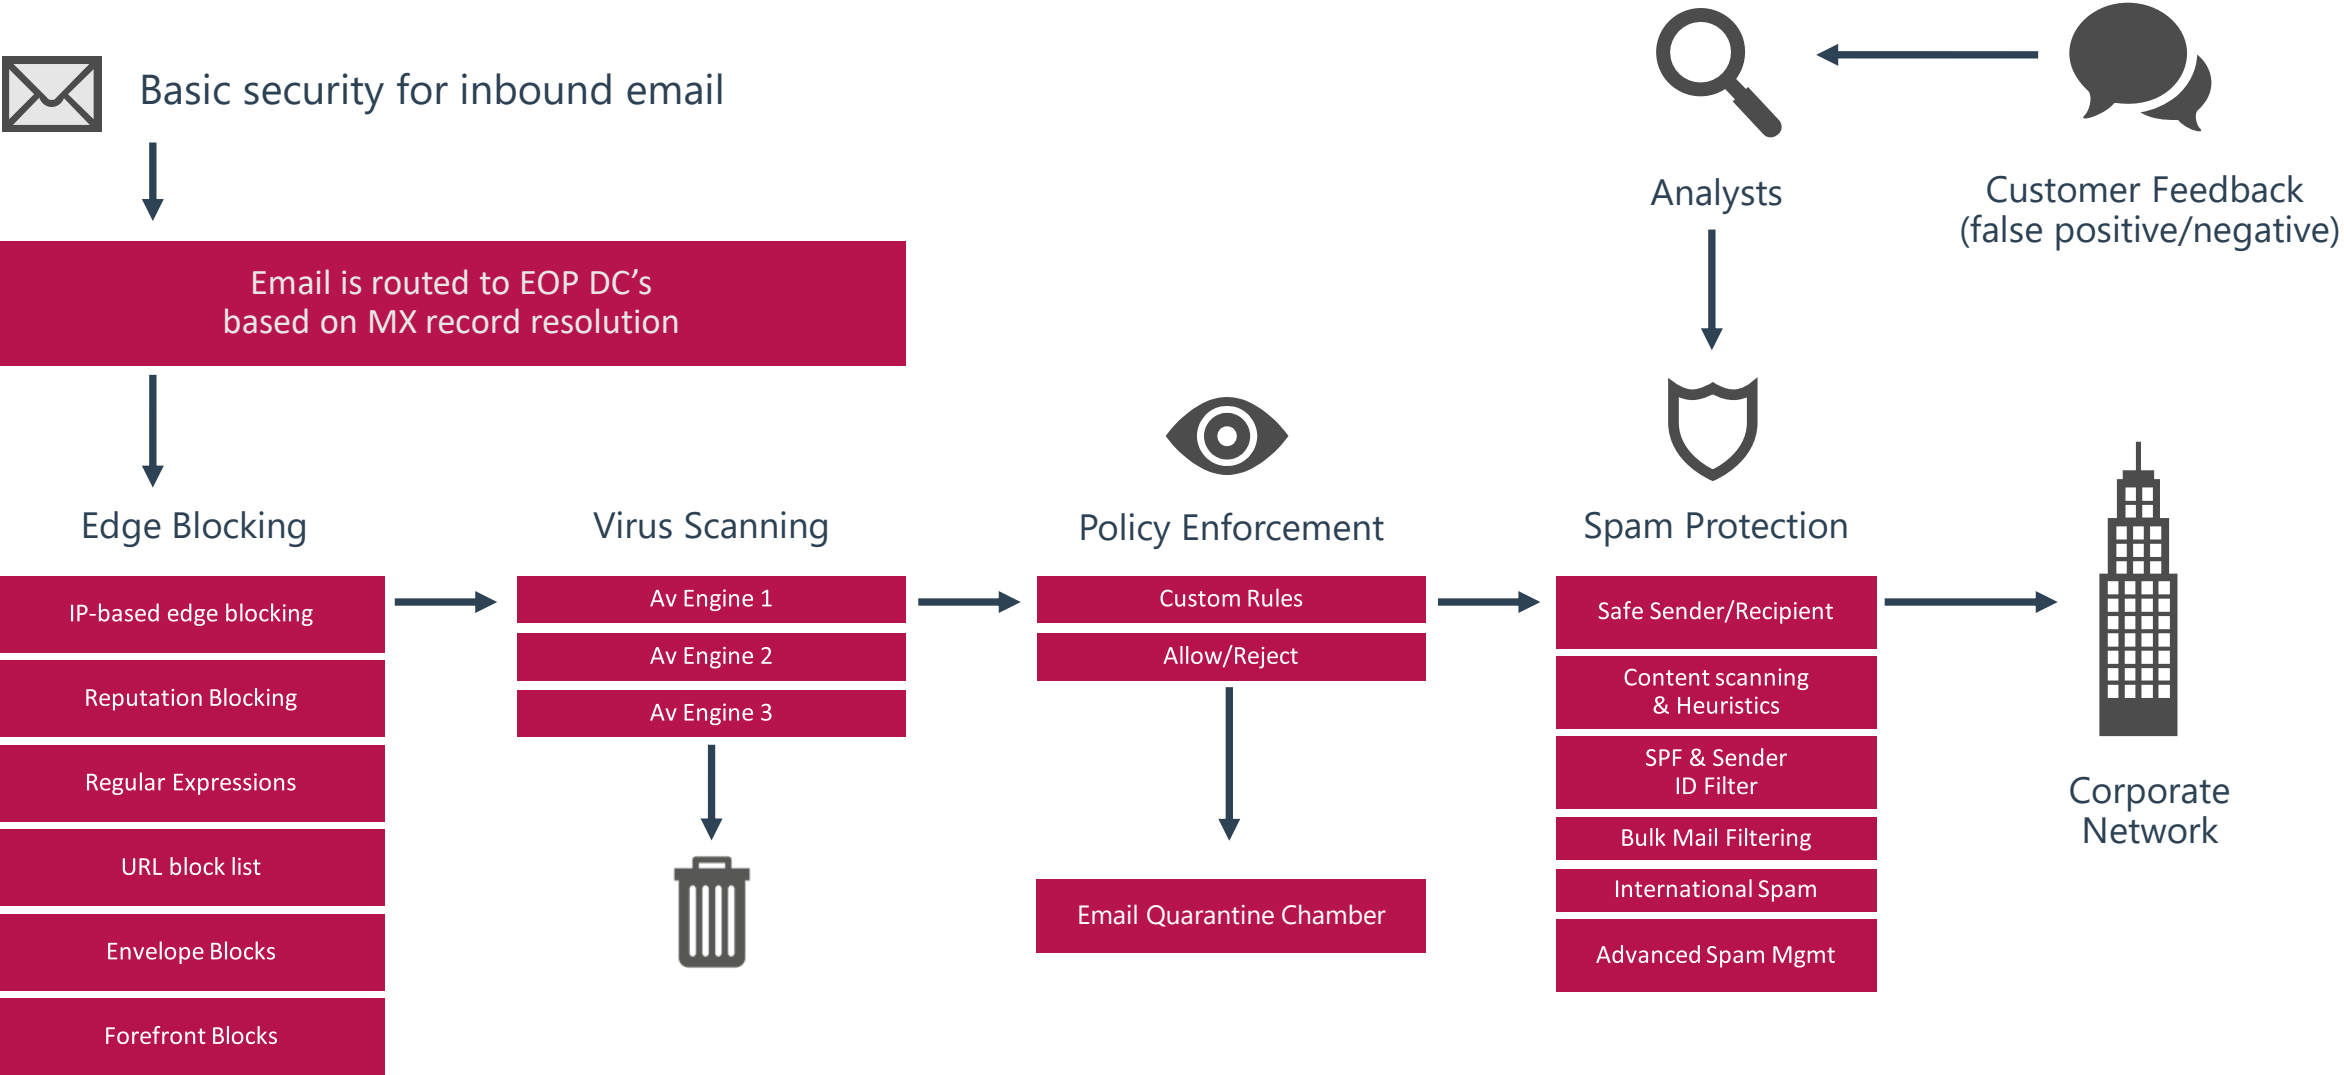 Basic security for inbound email
Email is routed to EOP DC’s
based on MX record resolution
Analysts
Customer Feedback
(false positive/negative)
Edge Blocking
IP-based edge blocking
Reputation Blocking
Regular Expressions
URL block list
Envelope Blocks
Forefront Blocks
Virus Scanning
Av Engine 1
Av Engine 2
Av Engine 3
Policy Enforcement
Custom Rules
Allow/Reject
Email Quarantine Chamber
Spam Protection
Safe Sender/Recipient
Content scanning
& Heuristics
SPF & Sender
ID Filter
Bulk Mail Filtering
International Spam
Advanced Spam Mgmt
Corporate
Network